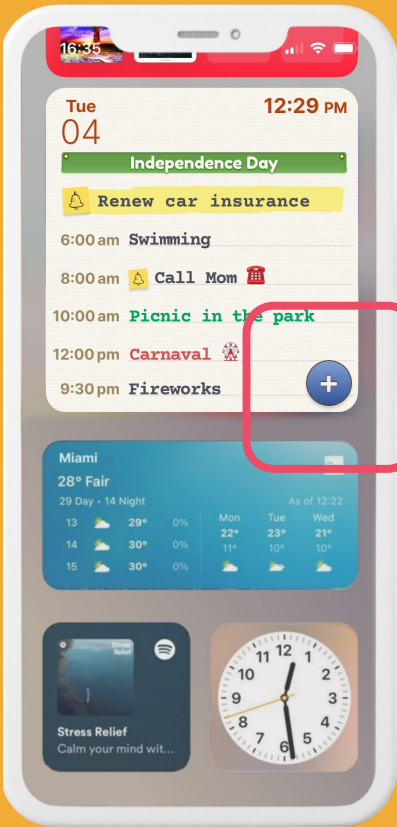 16:35
Tue
04
12:29 PM
Independence Day
Renew car insurance
6:00 am Swimming
8:00 am Call Mom
10:00 am Picnic in the park
12:00 pm Carnaval
9:30 pm Fireworks
+
Miami
28° Fair
29 Day · 14 Night
As of 12:22
13 29° 0%
14 30° 0%
15 30° 0%
Mon Tue Wed
22° 23° 21°
11° 10° 10°
Stress
Relief
Stress Relief
Calm your mind wit...
12
1
2
3
4
5
6
7
8
9
10
11